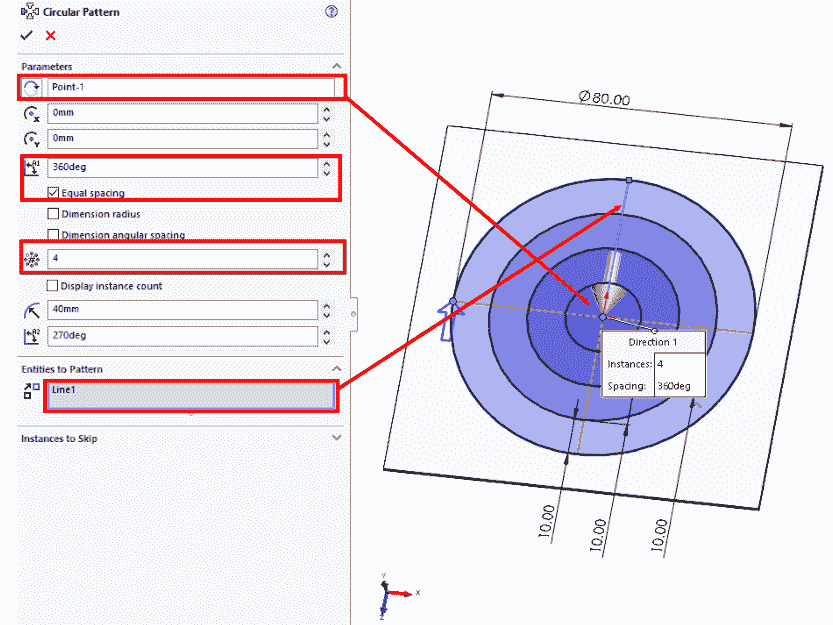 Circular Pattern
Parameters
Point-1
0mm
0mm
360deg
Equal spacing
Dimension radius
Dimension angular spacing
4
Display instance count
40mm
270deg
Entities to Pattern
Line1
Instances to Skip
Ø80.00
Direction 1
Instances: 4
Spacing: 360deg
10.00
10.00
10.00
Y
X
Z